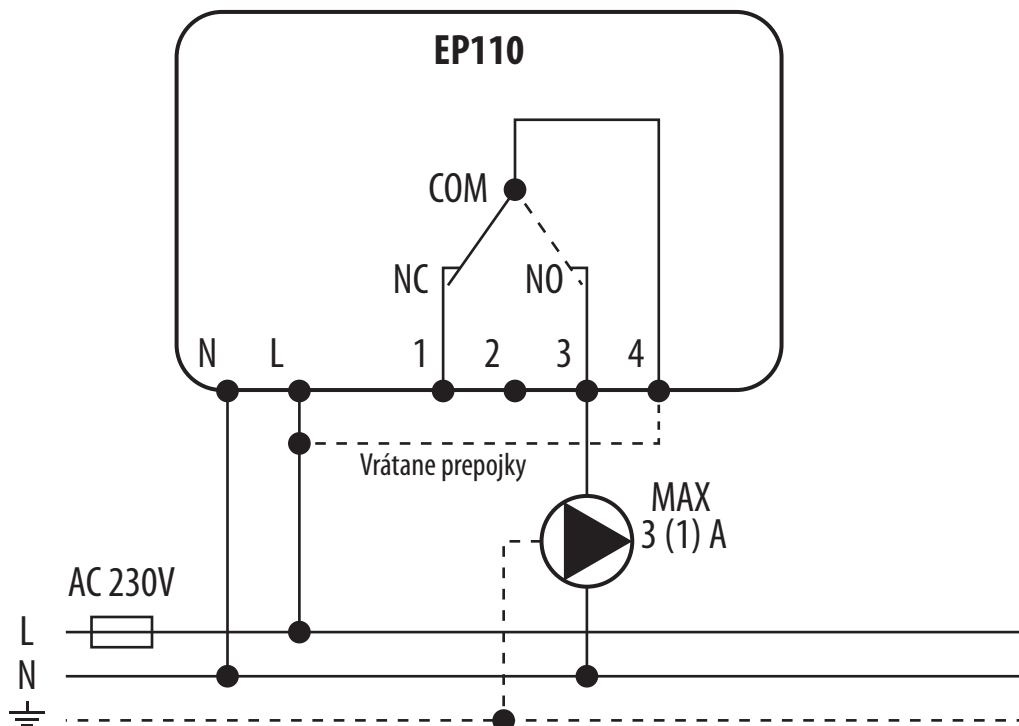 EP110
COM
NC NO
N L 1 2 3 4
Vrátane prepojky
MAX
3 (1) A
AC 230V
L
N